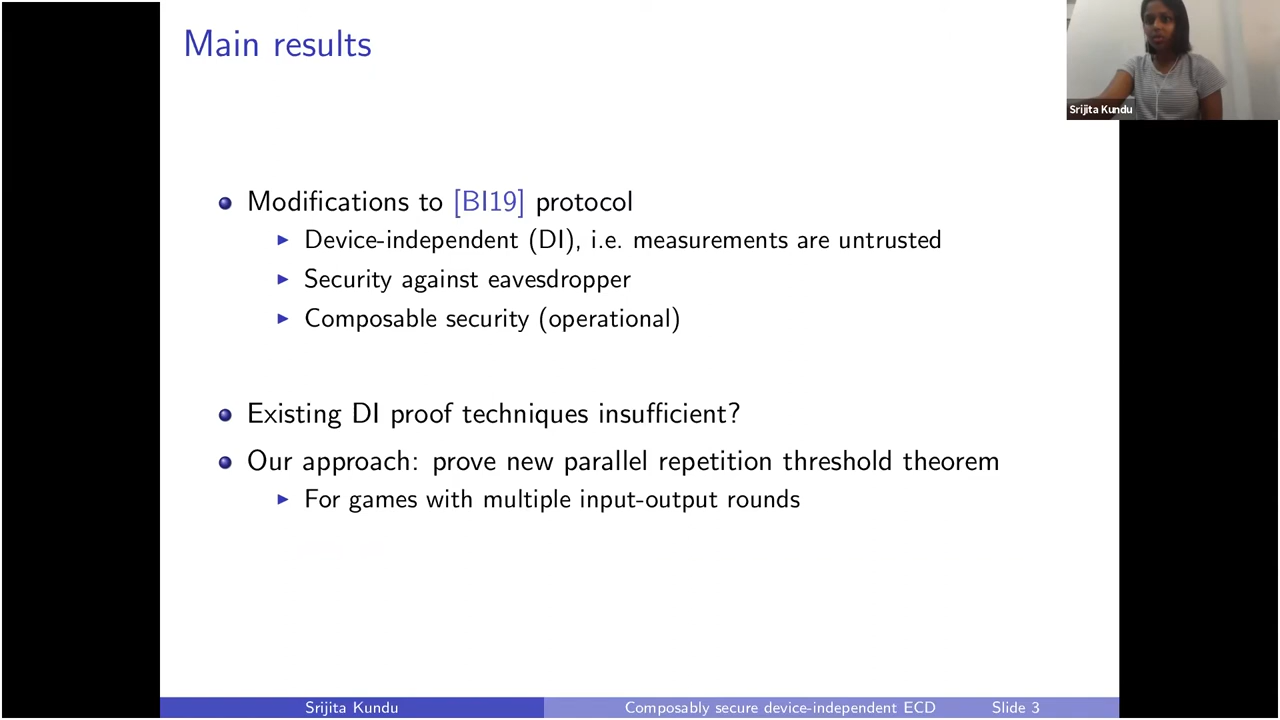 Main results
Srijita Kundu
Modifications to [BI19] protocol
Device-independent (DI), i.e. measurements are untrusted
Security against eavesdropper
Composable security (operational)
Existing DI proof techniques insufficient?
Our approach: prove new parallel repetition threshold theorem
For games with multiple input-output rounds
Srijita Kundu
Composably secure device-independent ECD
Slide 3